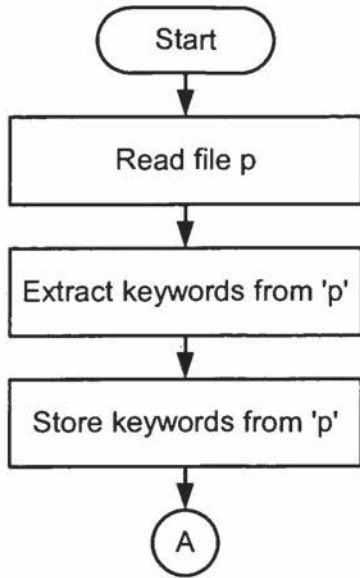 Start
Read file p
Extract keywords from 'p'
Store keywords from 'p'
A